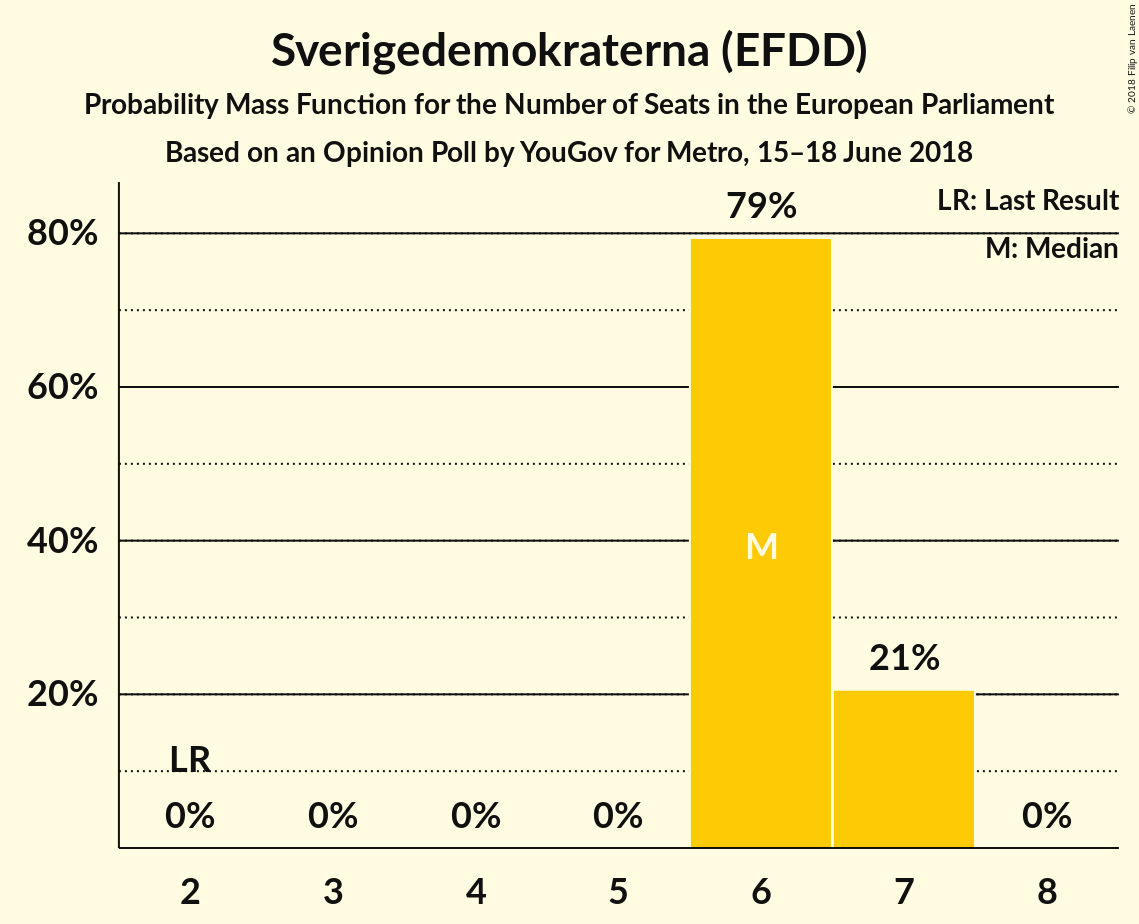 Sverigedemokraterna (EFDD)
Probability Mass Function for the Number of Seats in the European Parliament
Based on an Opinion Poll by YouGov for Metro, 15–18 June 2018
© 2018 Filip van Laenen
LR: Last Result
M: Median
80%
60%
40%
20%
79%
M
21%
LR
0%
0%
0%
0%
0%
2
3
4
5
6
7
8